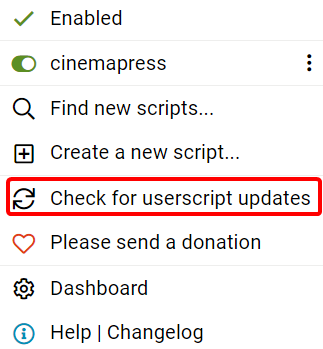 Enabled
cinemapress
Find new scripts...
Create a new script...
Check for userscript updates
Please send a donation
Dashboard
Help | Changelog